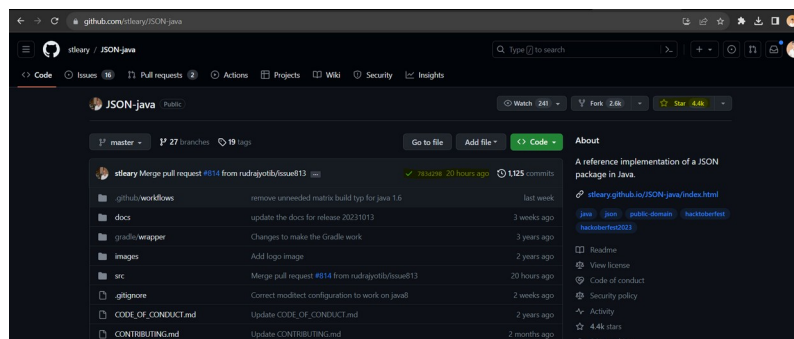 github.com/stleary/JSON-java
stleary / JSON-java
Type / to search
Code Issues 16 Pull requests 2 Actions Projects Wiki Security Insights
JSON-java Public
Watch 241 Fork 2.6k Star 4.4k
master 27 branches 19 tags Go to file Add file Code
stleary Merge pull request #814 from rudrajyotib/issue813 ... 20 hours ago 1,125 commits
.github/workflows remove unneeded matrix build typ for java 1.6 last week
docs update the docs for release 20231013 3 weeks ago
gradle/wrapper Changes to make the Gradle work 3 years ago
images Add logo image 2 years ago
src Merge pull request #814 from rudrajyotib/issue813 20 hours ago
.gitignore Correct moditect configuration to work on java8 2 weeks ago
CODE_OF_CONDUCT.md Update CODE_OF_CONDUCT.md 2 years ago
CONTRIBUTING.md Update CONTRIBUTING.md 2 months ago
About
A reference implementation of a JSON
package in Java.
stleary.github.io/JSON-java/index.html
java json public-domain hacktoberfest
hackoberfest2023
Readme
View license
Code of conduct
Security policy
Activity
4.4k stars